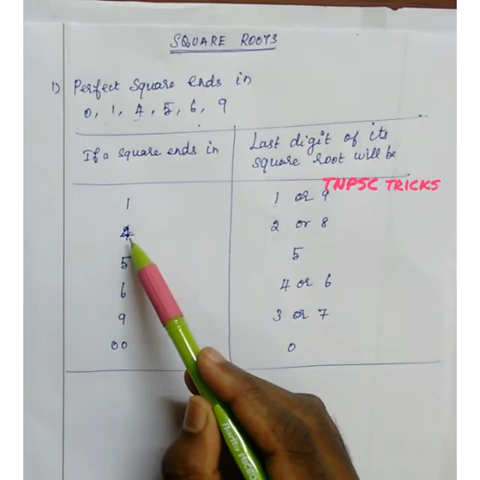 SQUARE ROOTS
1) Perfect Square ends in
0, 1, 4, 5, 6, 9
If a square ends in
Last digit of its
square root will be
TNPSC TRICKS
1
1 or 9
4
2 or 8
5
5
6
4 or 6
9
3 or 7
00
0